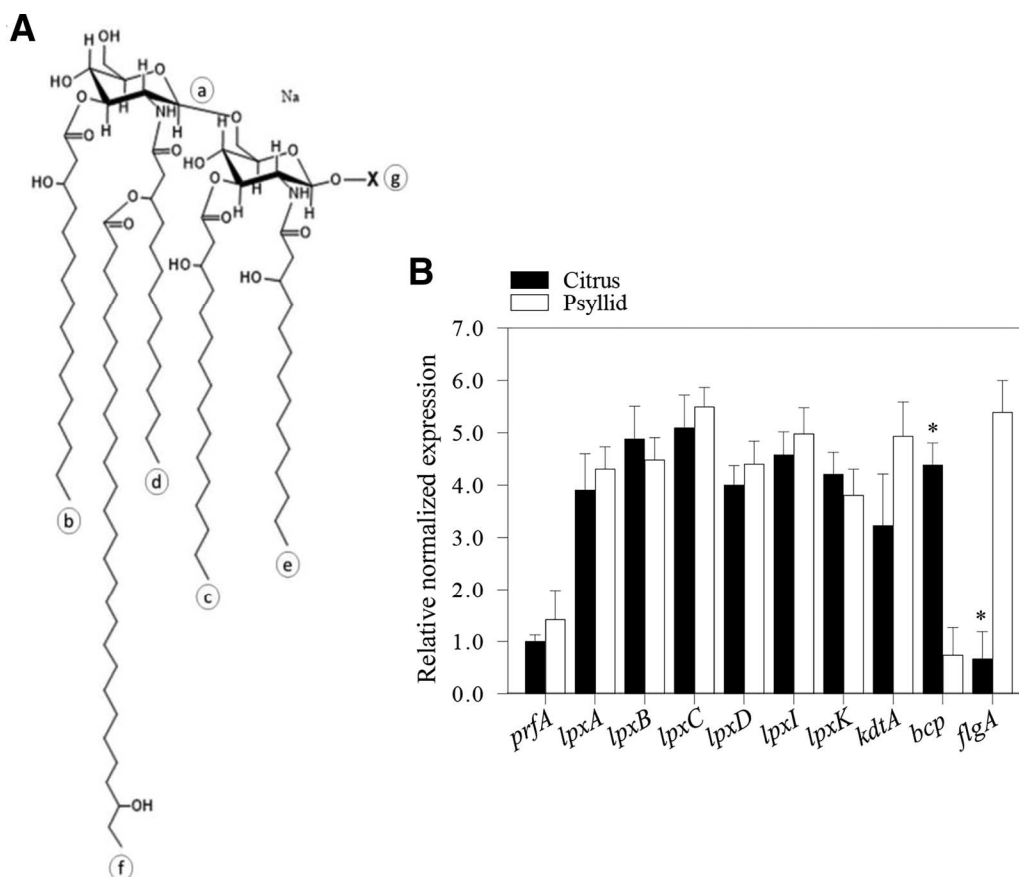 A
H OH
HO
O
H
O
H
NH
H
a
Na
O
O
HO
O
H
HO
O
H
H
O
O
O
H
H
NH
H
O
X
g
O
HO
O
HO
O
b
d
c
e
OH
f
B
Citrus
Psyllid
Relative normalized expression
7.0
6.0
5.0
4.0
3.0
2.0
1.0
0.0
*
*
prfA lpxA lpxB lpxC lpxD lpxI lpxK kdtA bcp flgA